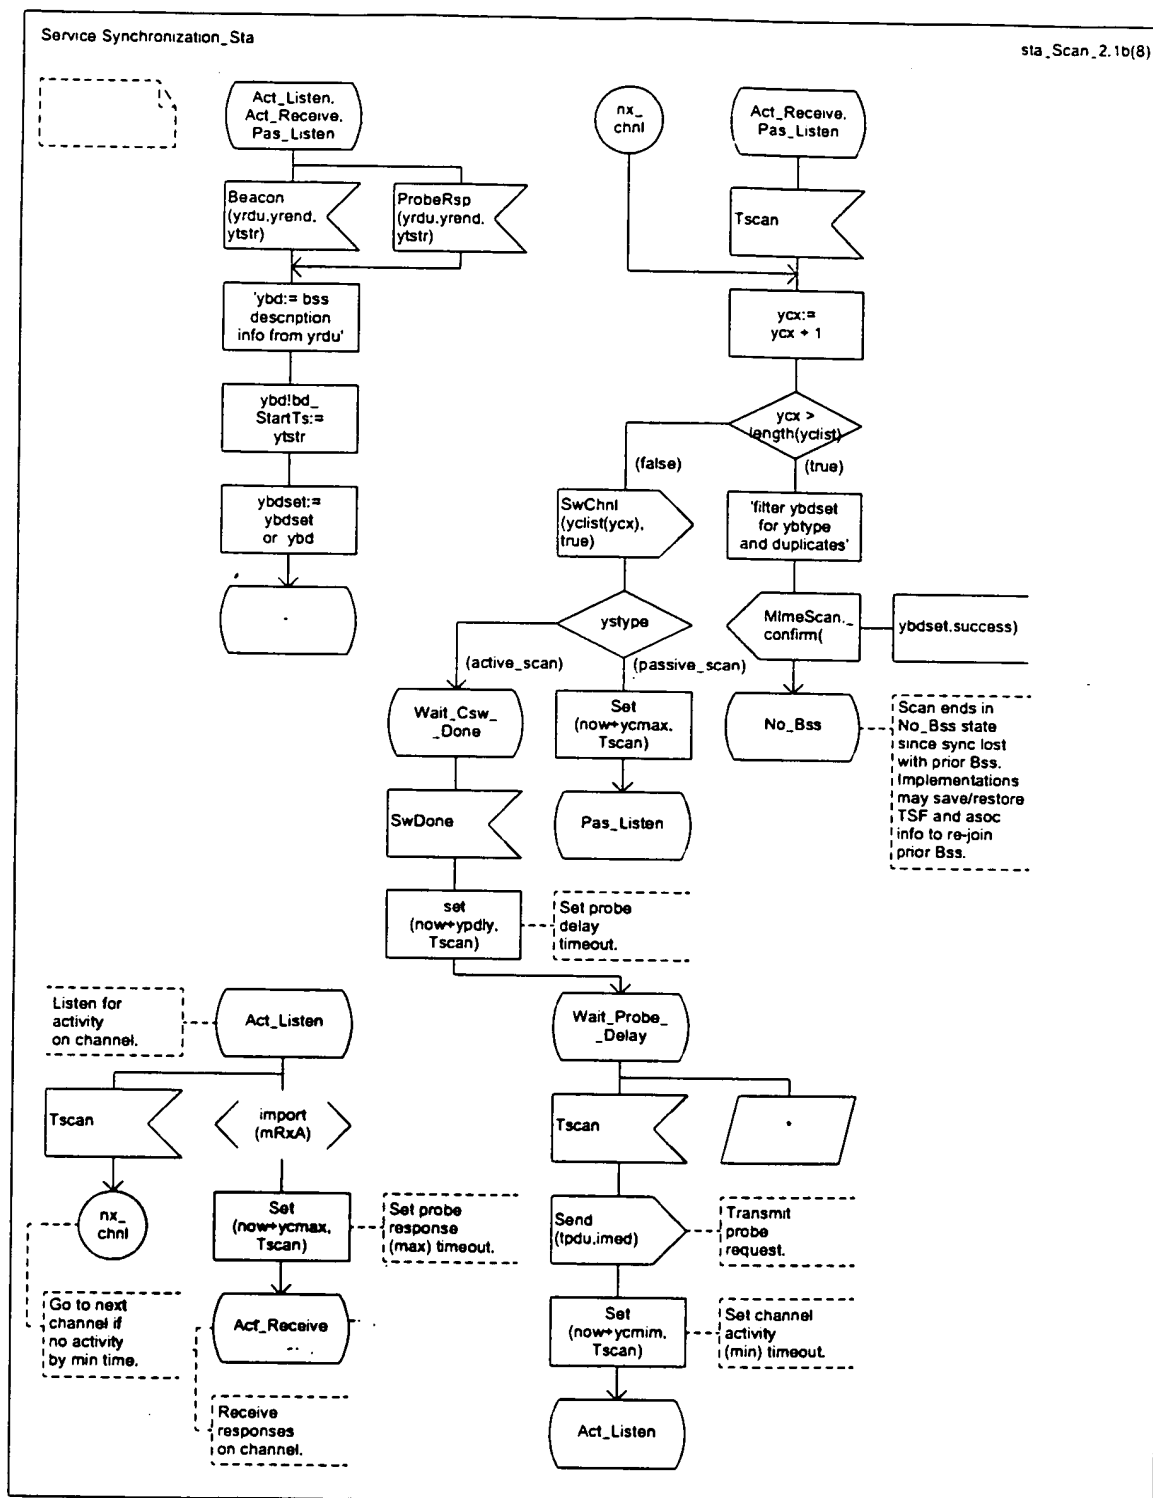 Service Synchronization_Sta
sta_Scan_2.1b(8)
Act_Listen,
Act_Receive,
Pas_Listen
Beacon
(yrdu,yrend,
ytstr)
ProbeRsp
(yrdu,yrend,
ytstr)
'ybd:= bss
description
info from yrdu'
ybd!bd_
StartTs:=
ytstr
ybdset:=
ybdset
or ybd
*
nx_
chnl
Act_Receive,
Pas_Listen
Tscan
ycx:=
ycx + 1
ycx >
length(yclist)
(false)
(true)
SwChnl
(yclist(ycx),
true)
'filter ybdset
for ybtype
and duplicates'
ystype
MlmeScan._
confirm(
ybdset,success)
(active_scan)
(passive_scan)
Wait_Csw_
_Done
Set
(now+ycmax,
Tscan)
No_Bss
Scan ends in
No_Bss state
since sync lost
with prior Bss.
Implementations
may save/restore
TSF and asoc
info to re-join
prior Bss.
SwDone
Pas_Listen
set
(now+ypdly,
Tscan)
Set probe
delay
timeout.
Listen for
activity
on channel.
Act_Listen
Wait_Probe_
_Delay
Tscan
import
(mRxA)
Tscan
*
nx_
chnl
Set
(now+ycmax,
Tscan)
Set probe
response
(max) timeout.
Send
(tpdu,imed)
Transmit
probe
request.
Go to next
channel if
no activity
by min time.
Act_Receive
Set
(now+ycmim,
Tscan)
Set channel
activity
(min) timeout.
Receive
responses
on channel.
Act_Listen